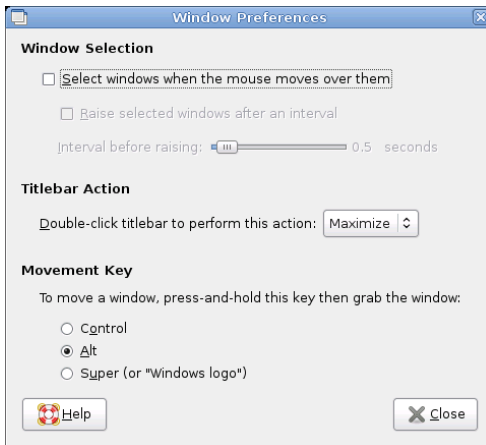 Window Preferences
Window Selection
Select windows when the mouse moves over them
Raise selected windows after an interval
Interval before raising: 0.5 seconds
Titlebar Action
Double-click titlebar to perform this action: Maximize
Movement Key
To move a window, press-and-hold this key then grab the window:
Control
Alt
Super (or "Windows logo")
Help Close